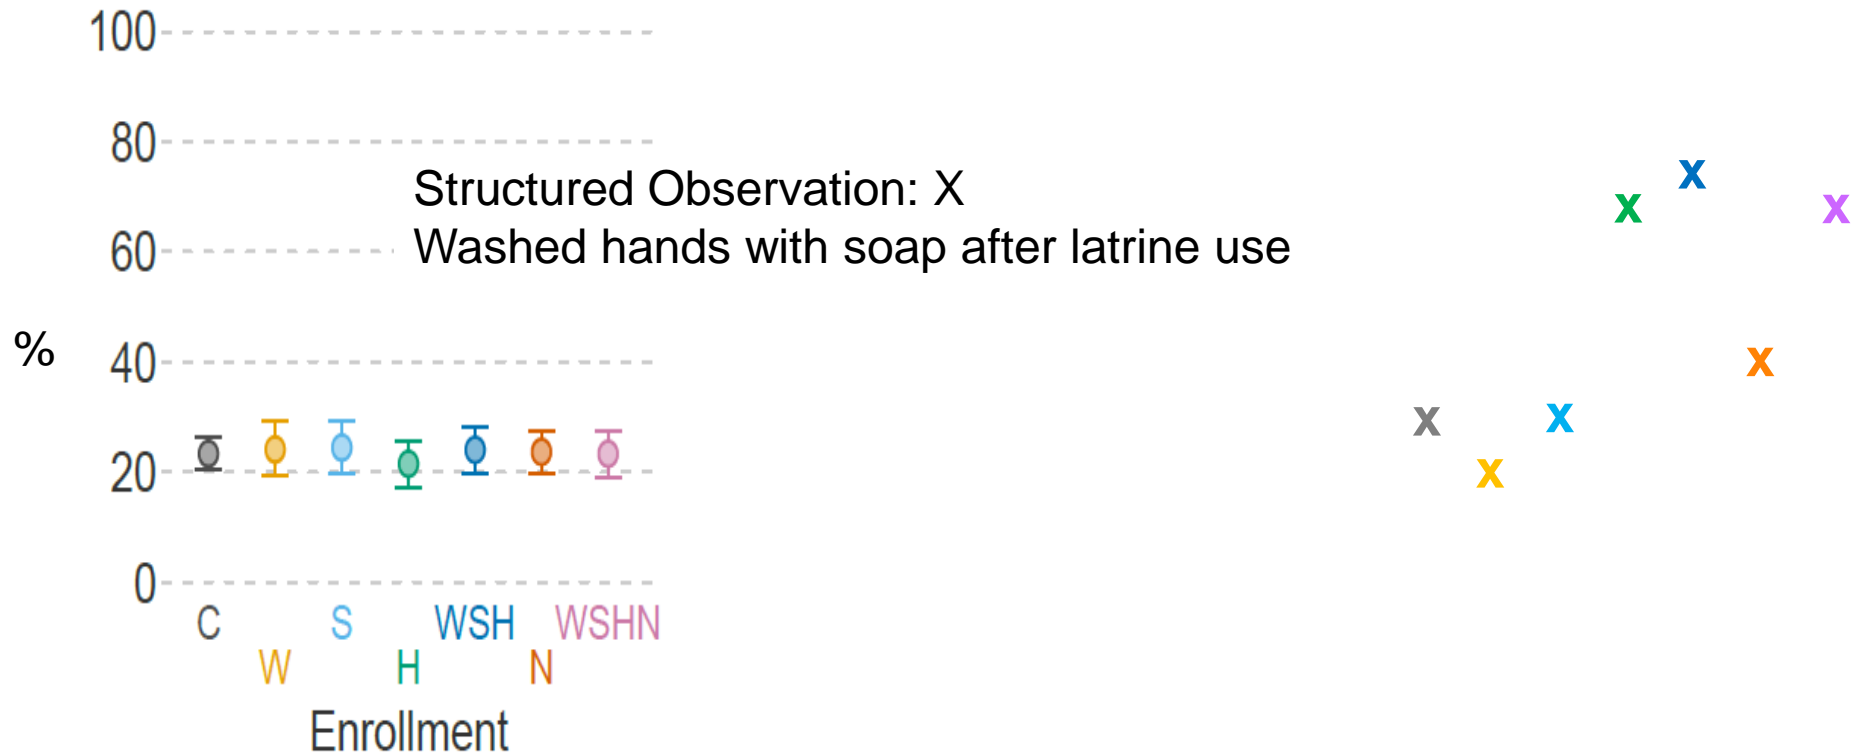 100
80
Structured Observation: X
Washed hands with soap after latrine use
60
%
40
20
0
C S WSH WSHN
W H N
Enrollment
x
x
x
x
x
x
x